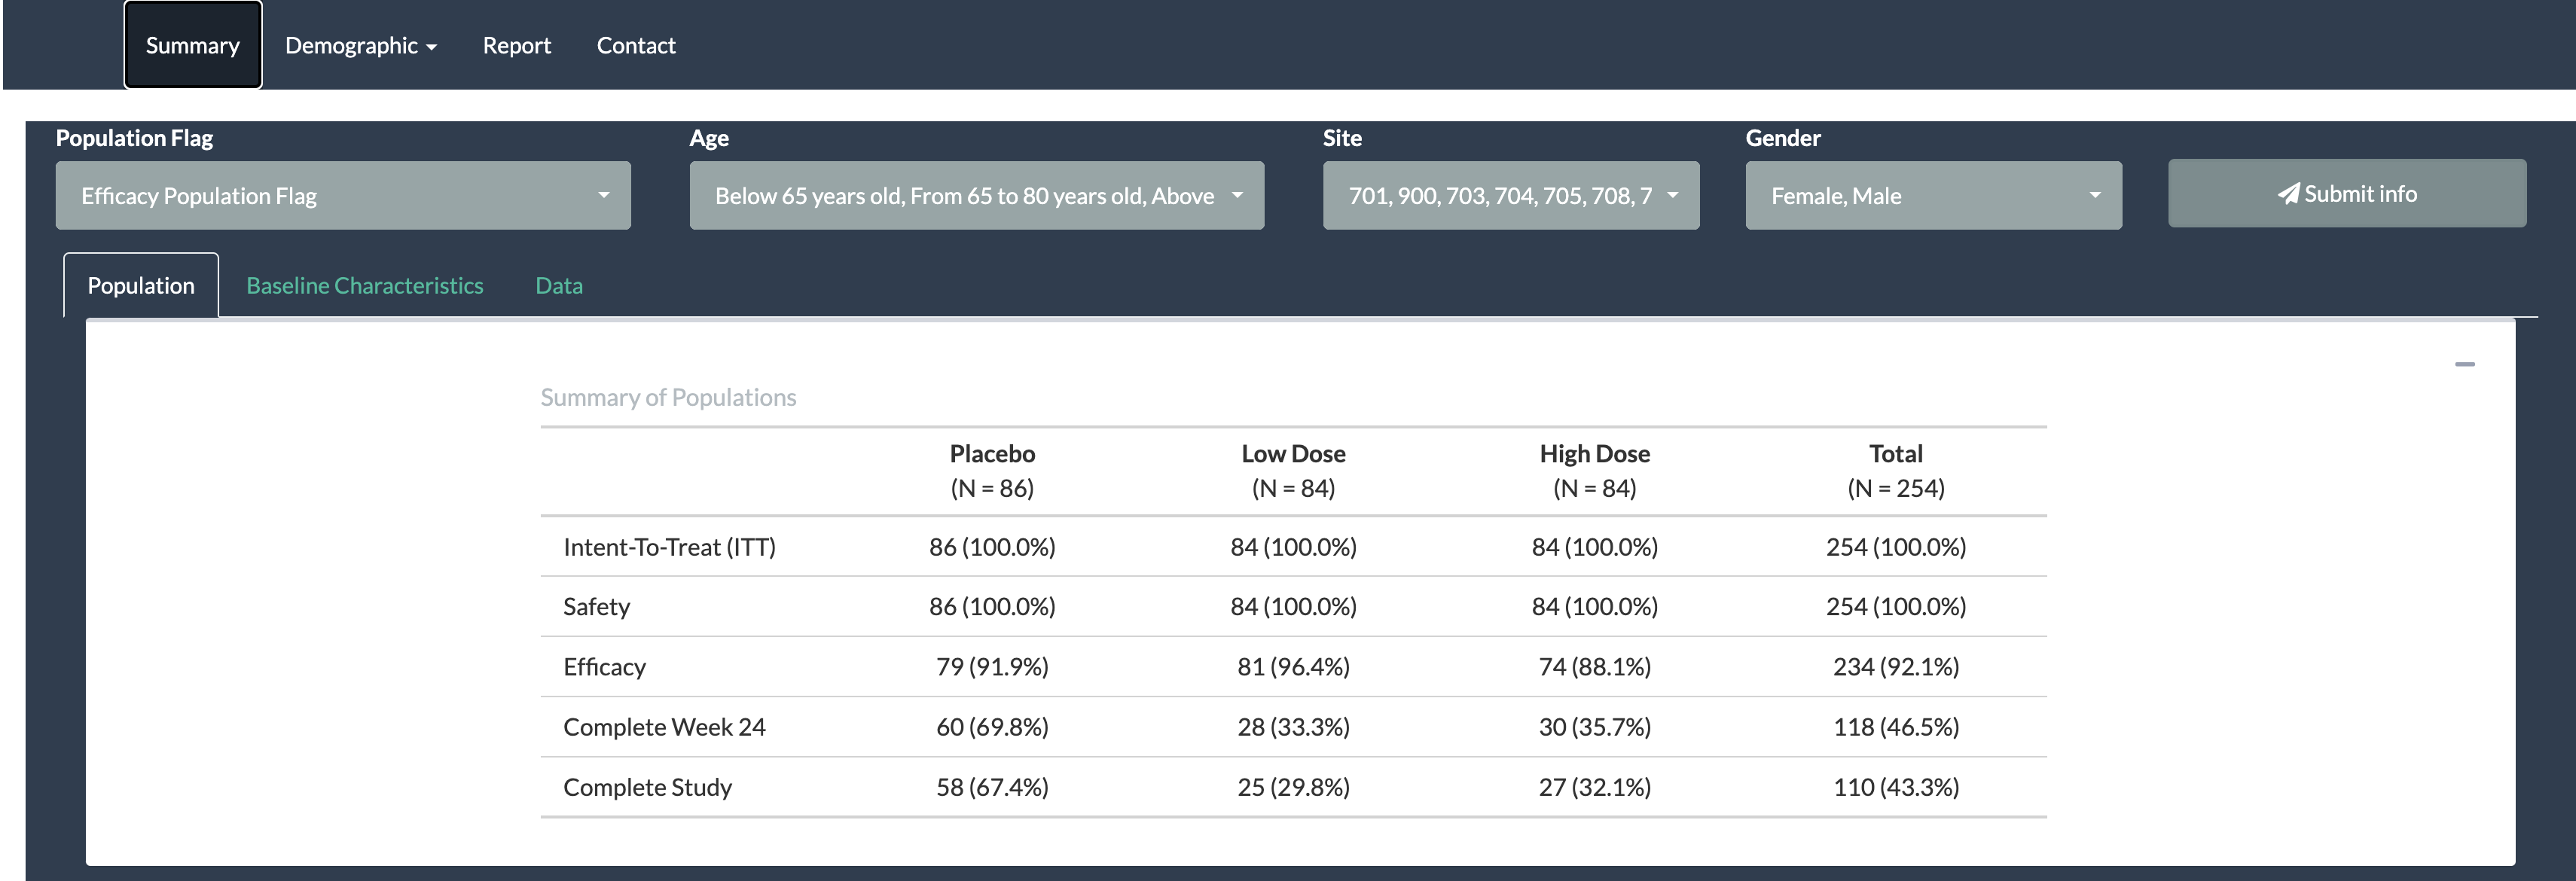 Summary Demographic Report Contact
Population Flag Age Site Gender
Efficacy Population Flag Below 65 years old, From 65 to 80 years old, Above 701, 900, 703, 704, 705, 708, 7 Female, Male Submit info
Population Baseline Characteristics Data
Summary of Populations
Placebo Low Dose High Dose Total
(N = 86) (N = 84) (N = 84) (N = 254)
Intent-To-Treat (ITT) 86 (100.0%) 84 (100.0%) 84 (100.0%) 254 (100.0%)
Safety 86 (100.0%) 84 (100.0%) 84 (100.0%) 254 (100.0%)
Efficacy 79 (91.9%) 81 (96.4%) 74 (88.1%) 234 (92.1%)
Complete Week 24 60 (69.8%) 28 (33.3%) 30 (35.7%) 118 (46.5%)
Complete Study 58 (67.4%) 25 (29.8%) 27 (32.1%) 110 (43.3%)